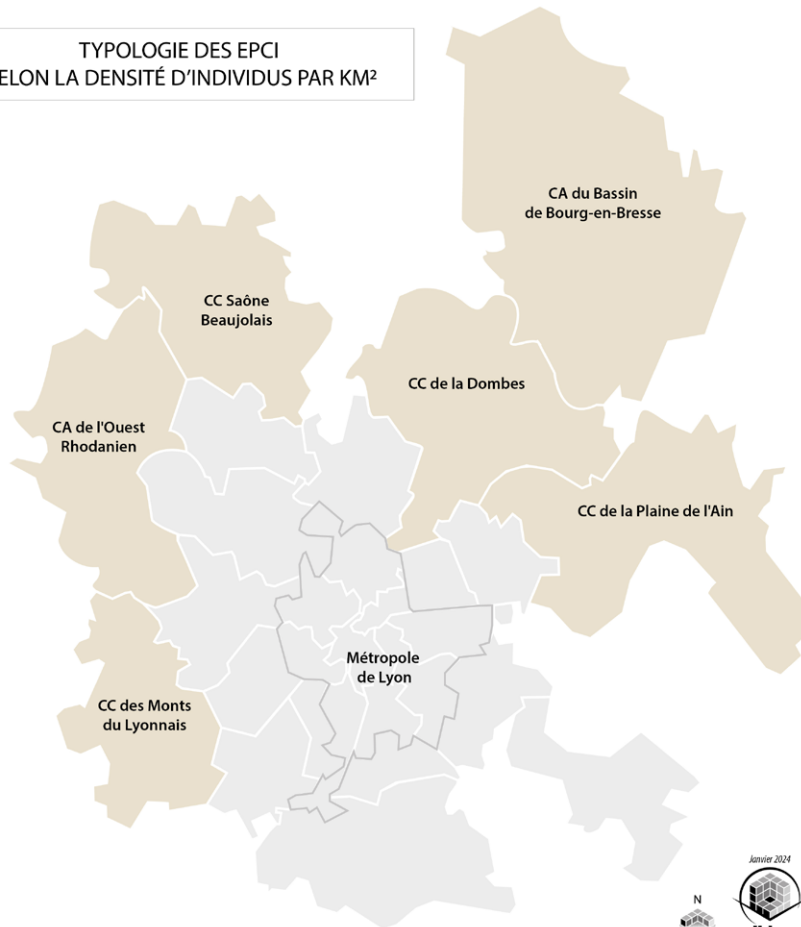 TYPOLOGIE DES EPCI
ELON LA DENSITÉ D'INDIVIDUS PAR KM²
CA du Bassin
de Bourg-en-Bresse
CC Saône
Beaujolais
CC de la Dombes
CA de l'Ouest
Rhodanien
CC de la Plaine de l'Ain
Métropole
de Lyon
CC des Monts
du Lyonnais
Janvier 2024
N